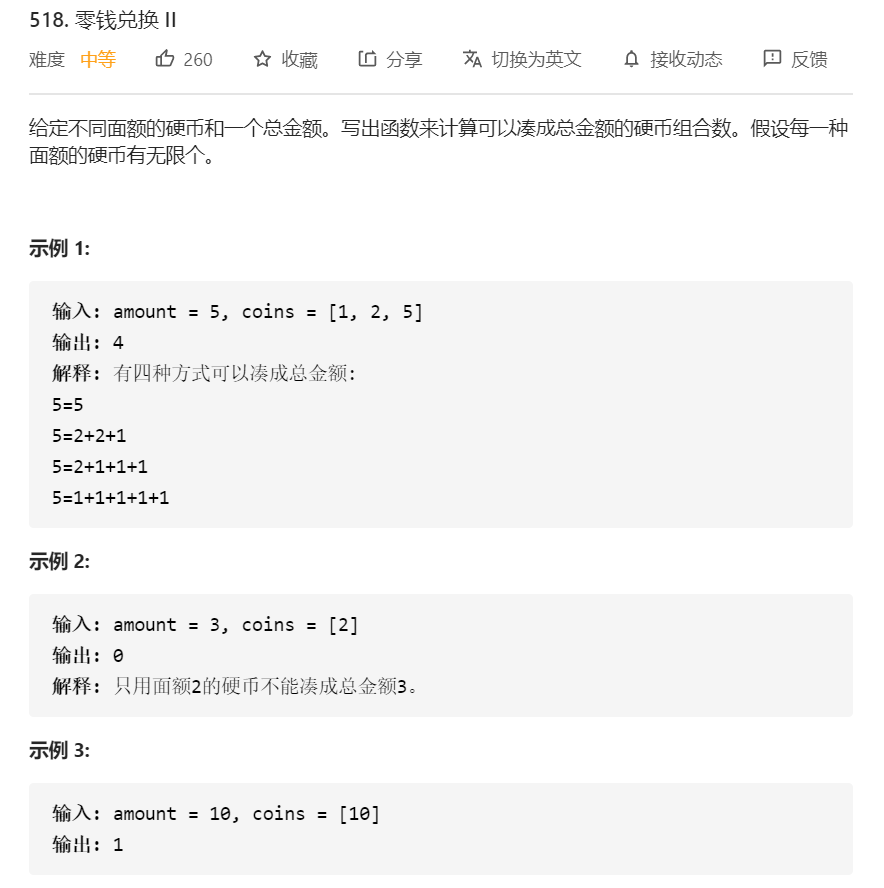 518. 零钱兑换 II
难度 中等 260 收藏 分享 切换为英文 接收动态 反馈
给定不同面额的硬币和一个总金额。写出函数来计算可以凑成总金额的硬币组合数。假设每一种
面额的硬币有无限个。
示例 1:
输入: amount = 5, coins = [1, 2, 5]
输出: 4
解释: 有四种方式可以凑成总金额:
5=5
5=2+2+1
5=2+1+1+1
5=1+1+1+1+1
示例 2:
输入: amount = 3, coins = [2]
输出: 0
解释: 只用面额2的硬币不能凑成总金额3。
示例 3:
输入: amount = 10, coins = [10]
输出: 1